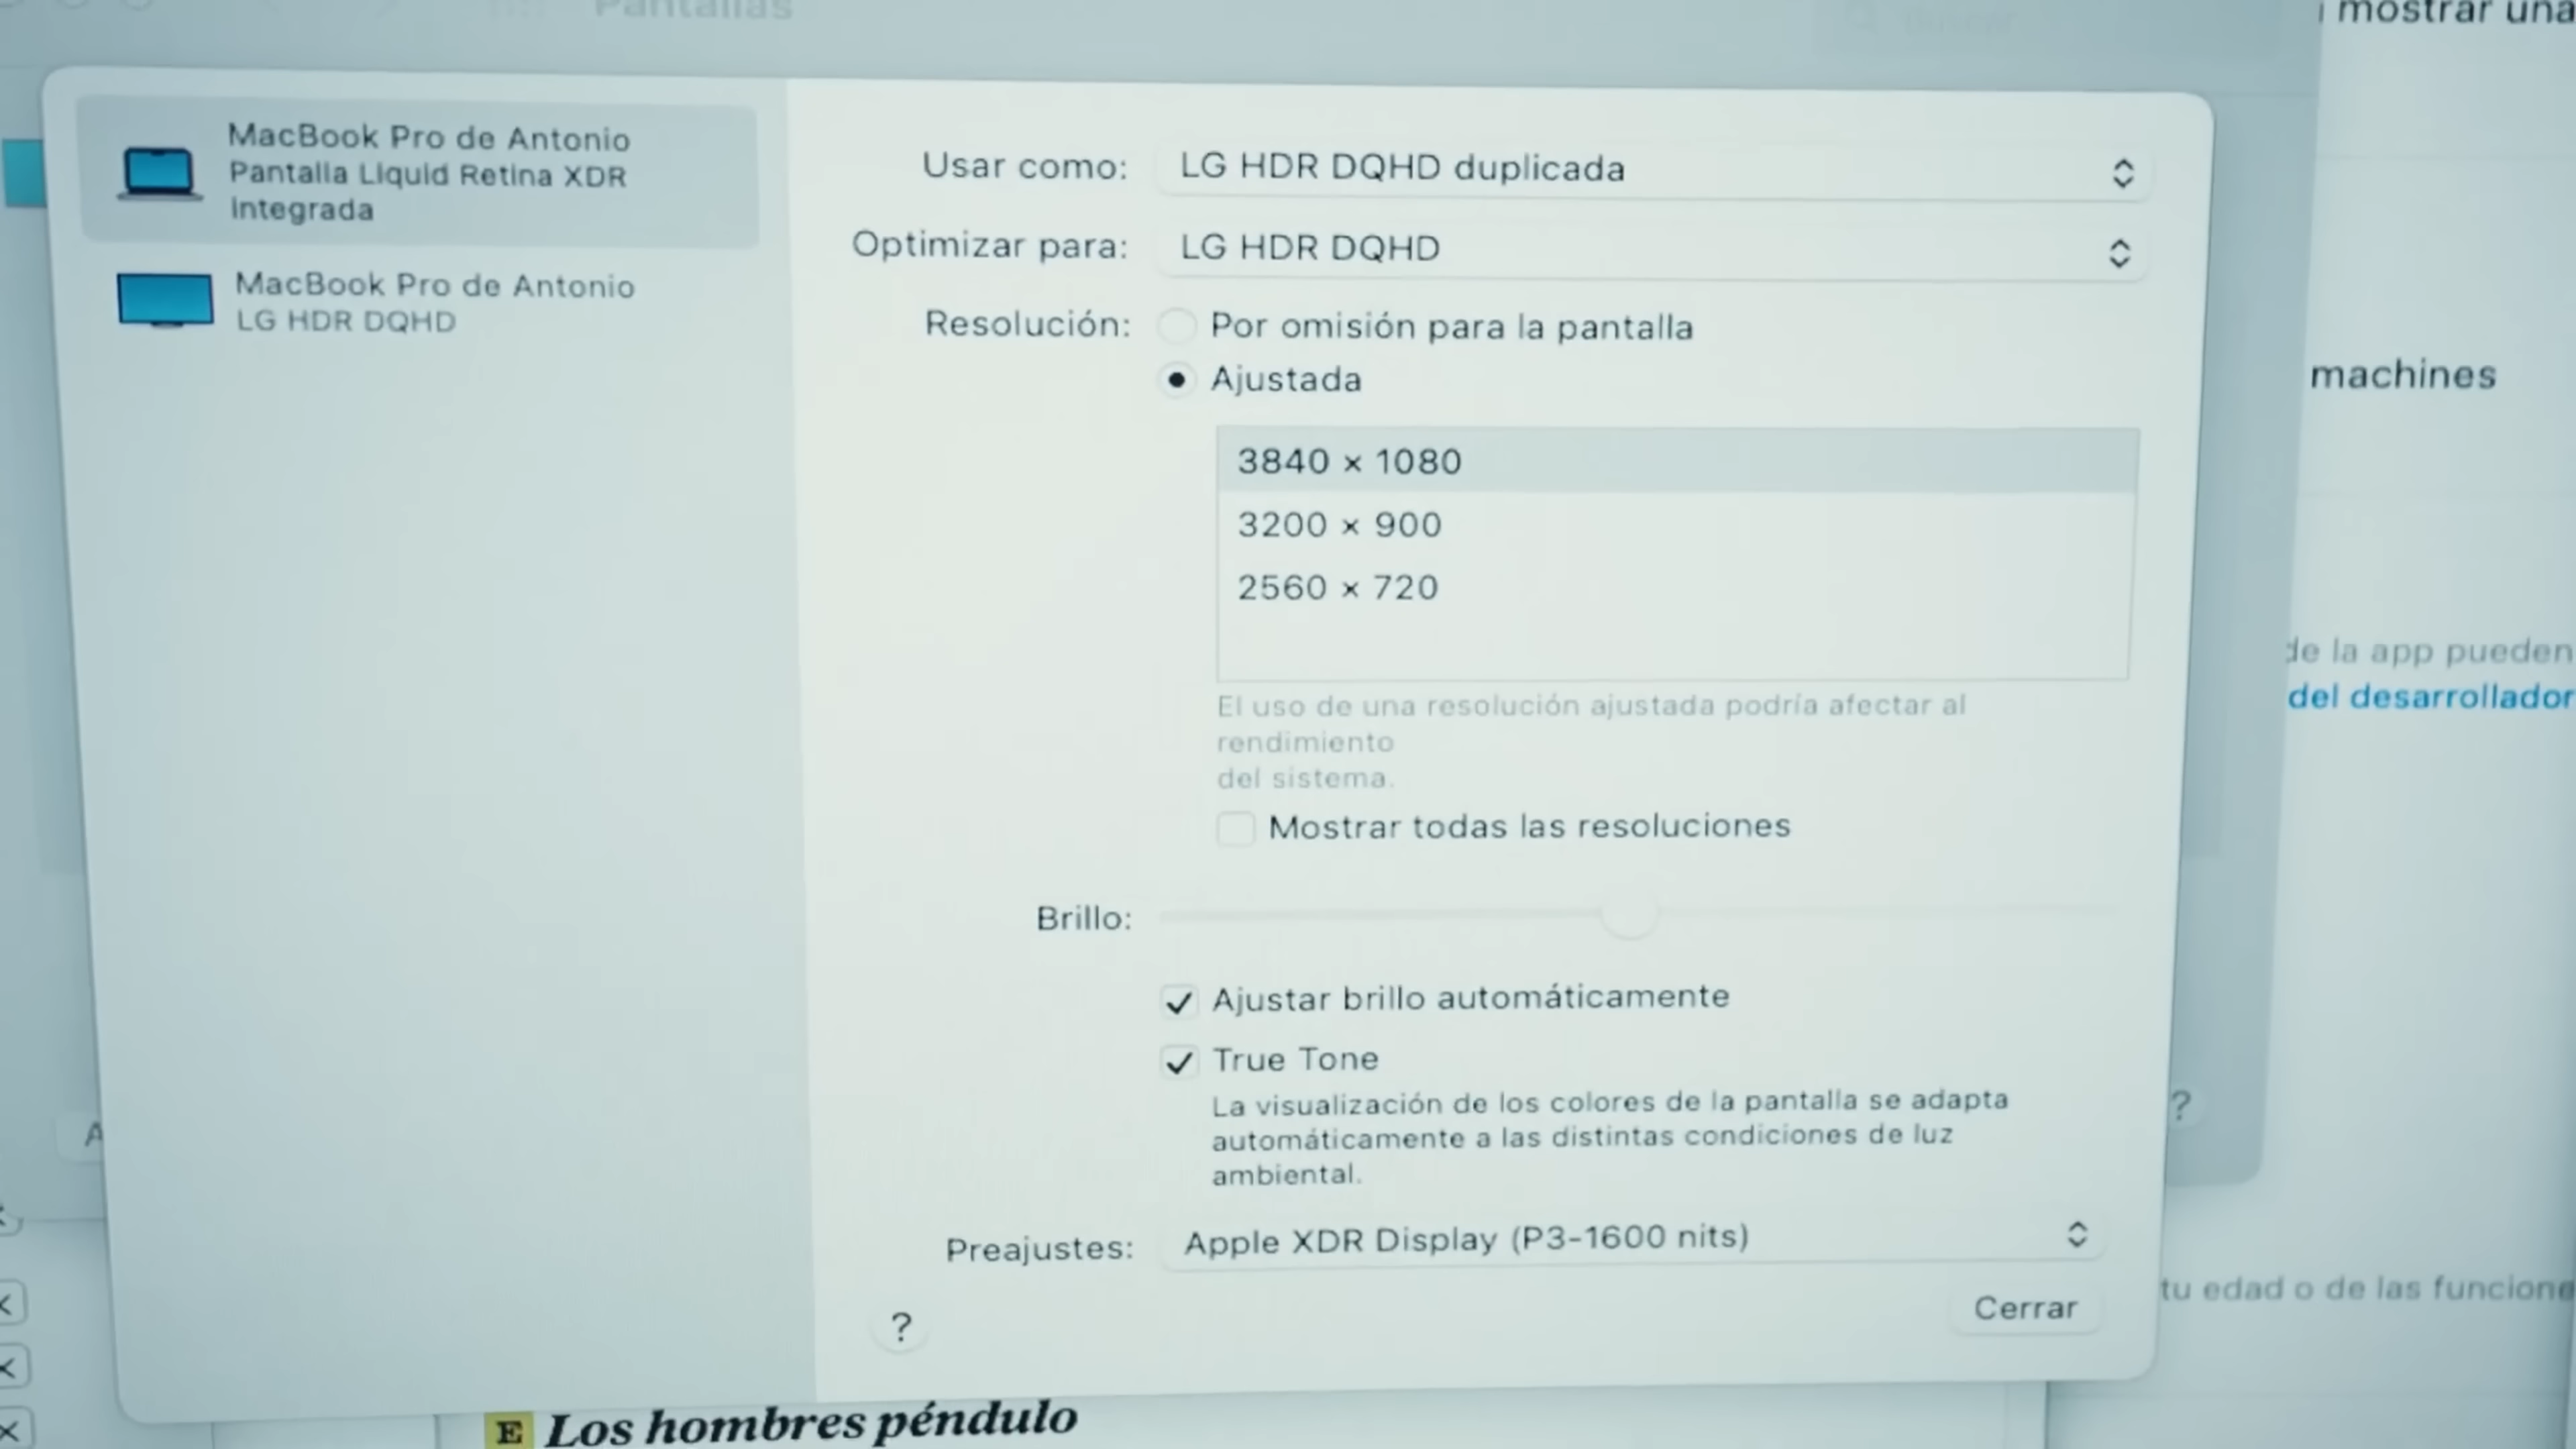 Pantallas
mostrar una
MacBook Pro de Antonio
Pantalla Liquid Retina XDR
integrada
MacBook Pro de Antonio
LG HDR DQHD
Usar como: LG HDR DQHD duplicada
Optimizar para: LG HDR DQHD
Resolución: Por omisión para la pantalla
Ajustada
3840 × 1080
3200 × 900
2560 × 720
El uso de una resolución ajustada podría afectar al
rendimiento
del sistema.
Mostrar todas las resoluciones
Brillo:
Ajustar brillo automáticamente
True Tone
La visualización de los colores de la pantalla se adapta
automáticamente a las distintas condiciones de luz
ambiental.
Preajustes: Apple XDR Display (P3-1600 nits)
?
Cerrar
machines
de la app pueden
del desarrollador
?
tu edad o de las funcione
A
E Los hombres péndulo